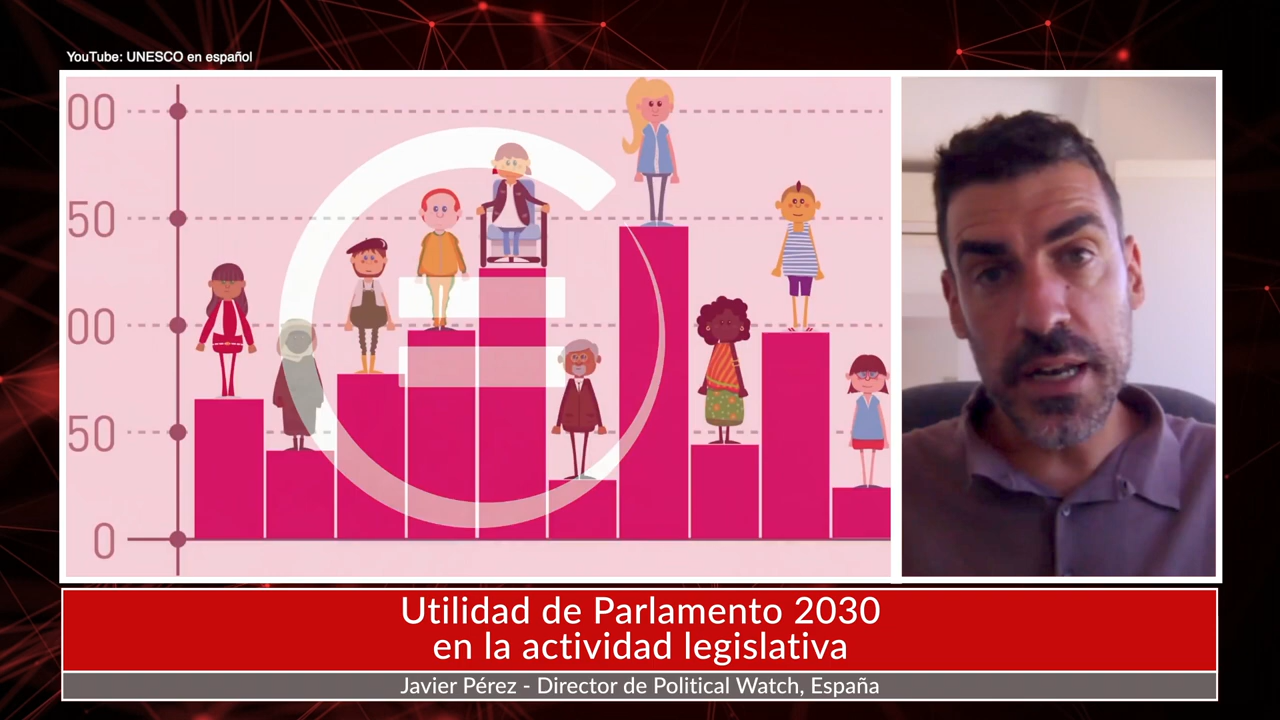 YouTube: UNESCO en español
00
50
00
50
0
Utilidad de Parlamento 2030
en la actividad legislativa
Javier Pérez - Director de Political Watch, España